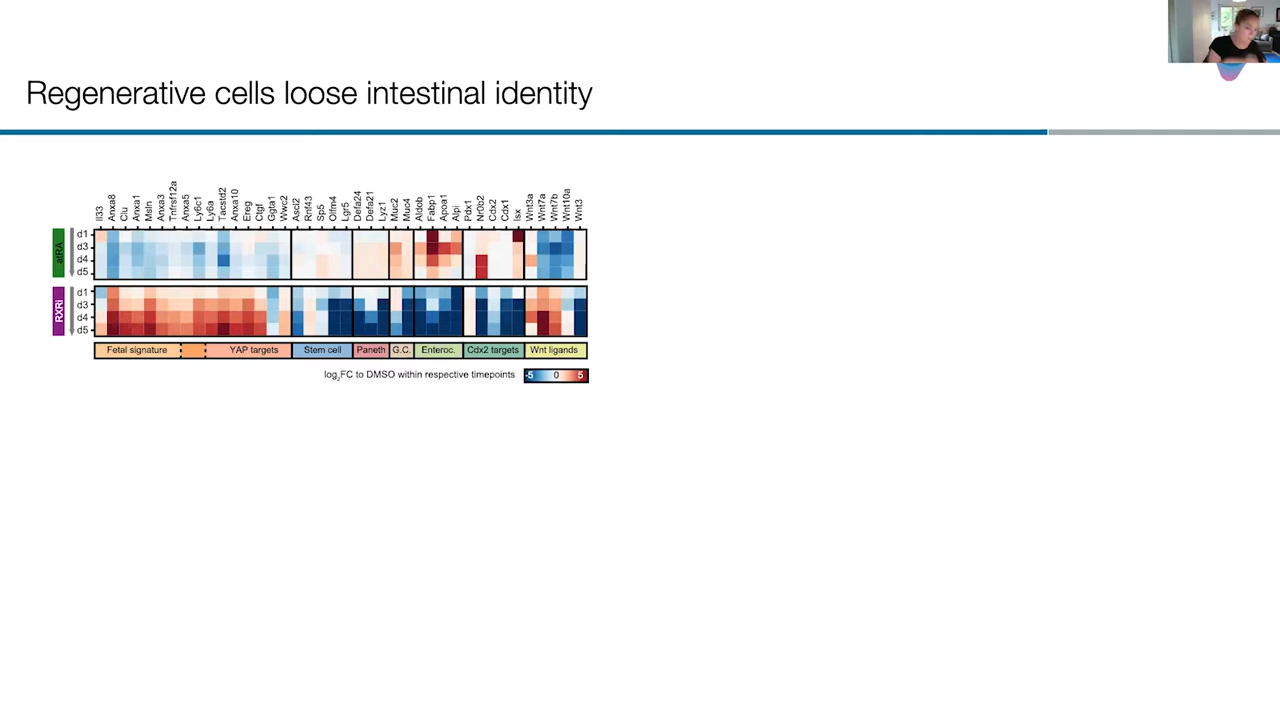 Regenerative cells loose intestinal identity
Il33 Anxa8 Clu Anxa1 Msln Anxa3 Tnfrsf12a Anxa5 Ly6c1 Ly6a Tacstd2 Anxa10 Ereg Ctgf Ggta1 Wwc2 Ascl2 Rnf43 Sp5 Olfm4 Lgr5 Defa24 Defa21 Lyz1 Muc2 Muc4 Aldob Fabp1 Apoa1 Alpi Pdx1 Nr0b2 Cdx2 Cdx1 Isx Wnt3a Wnt7a Wnt7b Wnt10a Wnt3
atRA
d1
d3
d4
d5
RXRi
d1
d3
d4
d5
Fetal signature YAP targets Stem cell Paneth G.C. Enteroc. Cdx2 targets Wnt ligands
log2FC to DMSO within respective timepoints -5 0 5